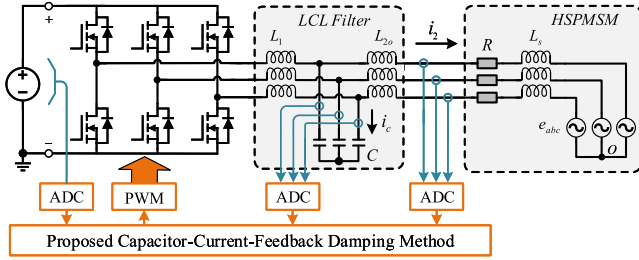 LCL Filter
HSPMSM
+
L1
L2o
i2
R
Ls
+
−
ic
C
eabc
o
−
ADC
PWM
ADC
ADC
Proposed Capacitor-Current-Feedback Damping Method